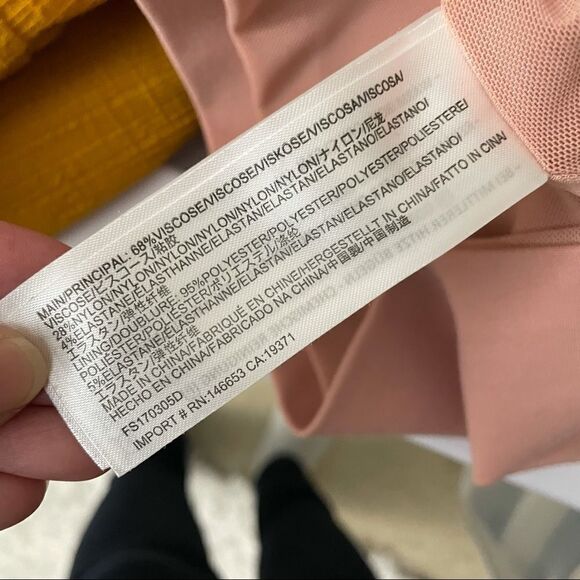 MAIN/PRINCIPAL: 68%VISCOSE/VISCOSE/VISKOSE/VISCOSA/VISCOSA/
VISCOSE/ビスコース/粘胶
28%NYLON/NYLON/NYLON/NYLON/NYLON/ナイロン/尼龙
4%ELASTANE/ELASTHANNE/ELASTAN/ELASTANO/ELASTANO/
エラスタン/弹性纤维
LINING/DOUBLURE: 95%POLYESTER/POLYESTER/POLYESTER/POLIESTERE/
POLIÉSTER/POLYESTER/ポリエステル/涤纶
5%ELASTANE/ELASTHANNE/ELASTAN/ELASTANO/ELASTANO/
エラスタン/弹性纤维
MADE IN CHINA/FABRIQUÉ EN CHINE/HERGESTELLT IN CHINA/FATTO IN CINA/
HECHO EN CHINA/FABRICADO NA CHINA/中国製/中国制造
FS170305D
IMPORT # RN-146653 CA-19371